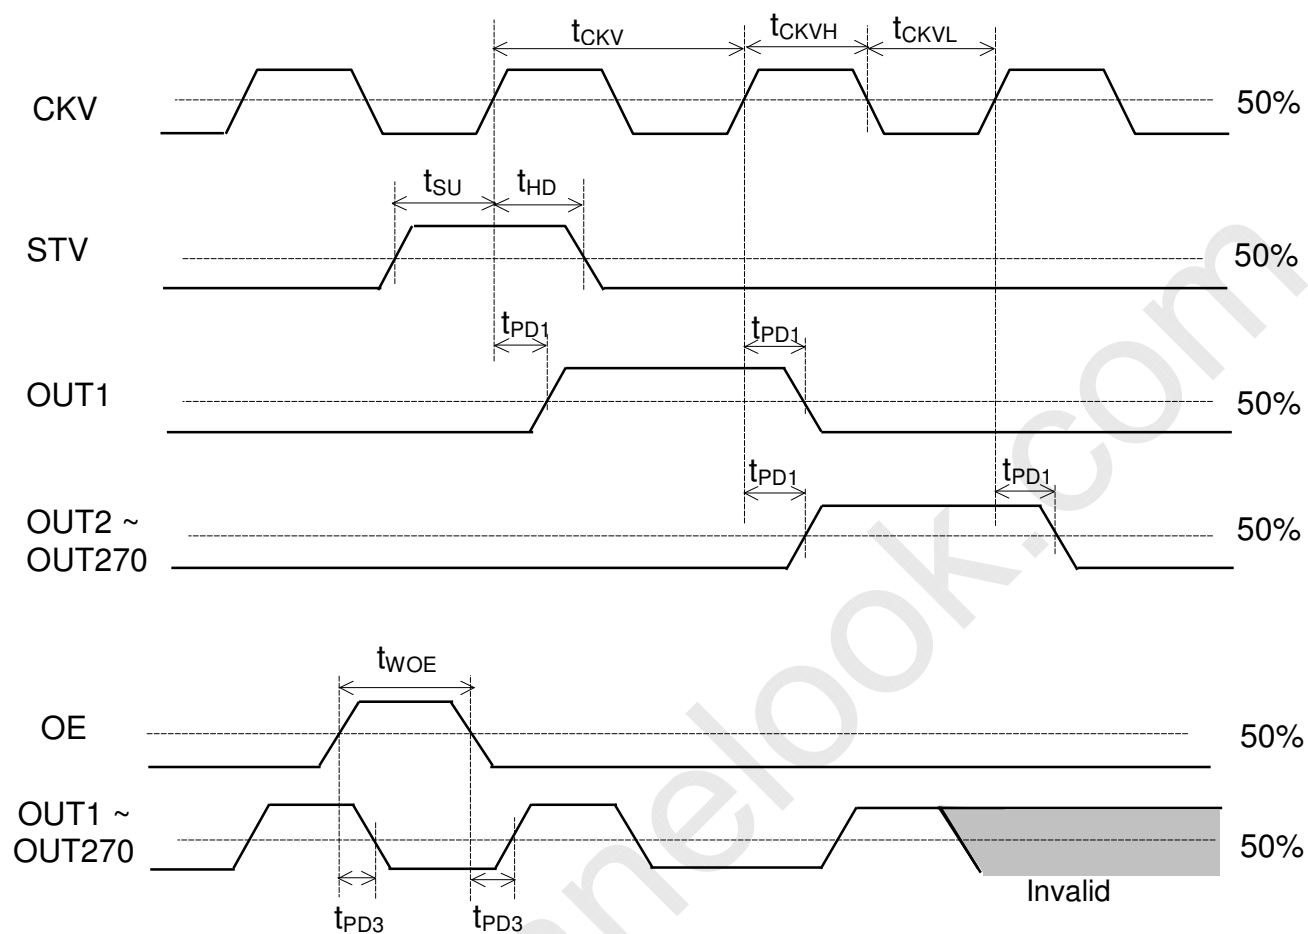 tCKV tCKVH tCKVL
CKV 50%
tSU tHD
STV 50%
tPD1 tPD1
OUT1 50%
tPD1 tPD1
OUT2 ~
OUT270 50%
tWOE
OE 50%
OUT1 ~
OUT270 50%
Invalid
tPD3 tPD3
nelook.com